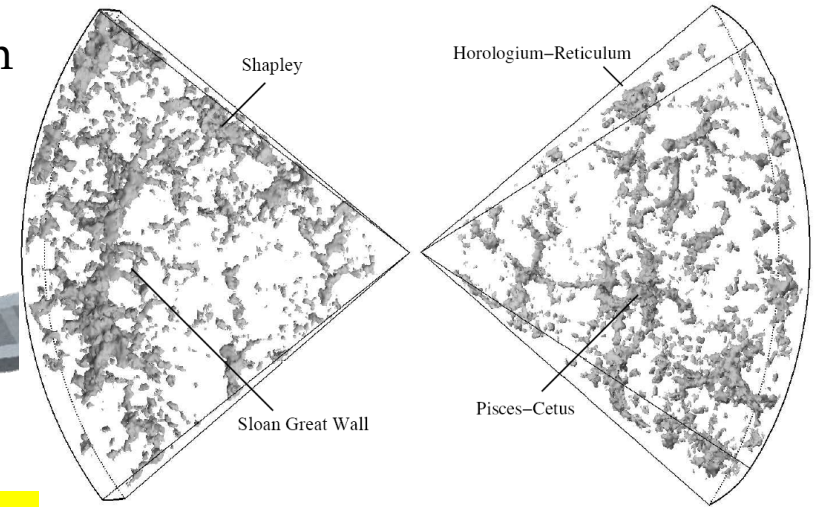 n
Shapley
Horologium–Reticulum
Sloan Great Wall
Pisces–Cetus